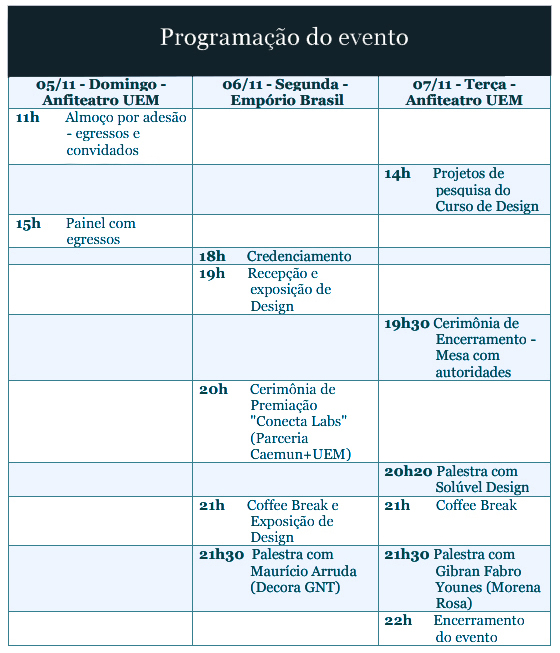 Programação do evento
05/11 - Domingo -
Anfiteatro UEM
06/11 - Segunda -
Empório Brasil
07/11 - Terça -
Anfiteatro UEM
11h Almoço por adesão
- egressos e
convidados
14h Projetos de
pesquisa do
Curso de Design
15h Painel com
egressos
18h Credenciamento
19h Recepção e
exposição de
Design
19h30 Cerimônia de
Encerramento -
Mesa com
autoridades
20h Cerimônia de
Premiação
"Conecta Labs"
(Parceria
Caemun+UEM)
20h20 Palestra com
Solúvel Design
21h Coffee Break e
Exposição de
Design
21h Coffee Break
21h30 Palestra com
Maurício Arruda
(Decora GNT)
21h30 Palestra com
Gibran Fabro
Younes (Morena
Rosa)
22h Encerramento
do evento